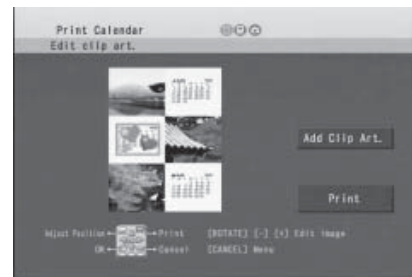 Print Calendar
Edit clip art.
Add Clip Art.
Print
Adjust Position Print [ROTATE] [-] [+] Edit image
OK Cancel [CANCEL] Menu